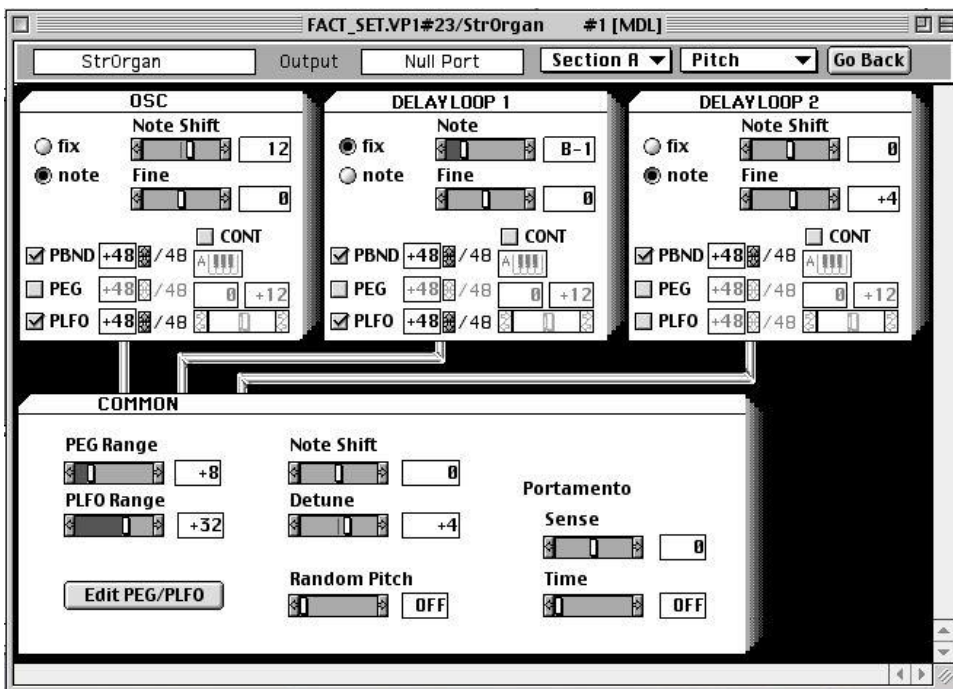 FACT_SET.VP1#23/StrOrgan #1 [MDL]
StrOrgan Output Null Port Section A Pitch Go Back
OSC
Note Shift
fix 12
note Fine
0
CONT
PBND +48 /48 A
PEG +48 /48 0 +12
PLFO +48 /48
DELAY LOOP 1
Note
fix B-1
note Fine
0
CONT
PBND +48 /48 A
PEG +48 /48 0 +12
PLFO +48 /48
DELAY LOOP 2
Note Shift
fix 0
note Fine
+4
CONT
PBND +48 /48 A
PEG +48 /48 0 +12
PLFO +48 /48
COMMON
PEG Range
+8
PLFO Range
+32
Edit PEG/PLFO
Note Shift
0
Detune
+4
Random Pitch
OFF
Portamento
Sense
0
Time
OFF